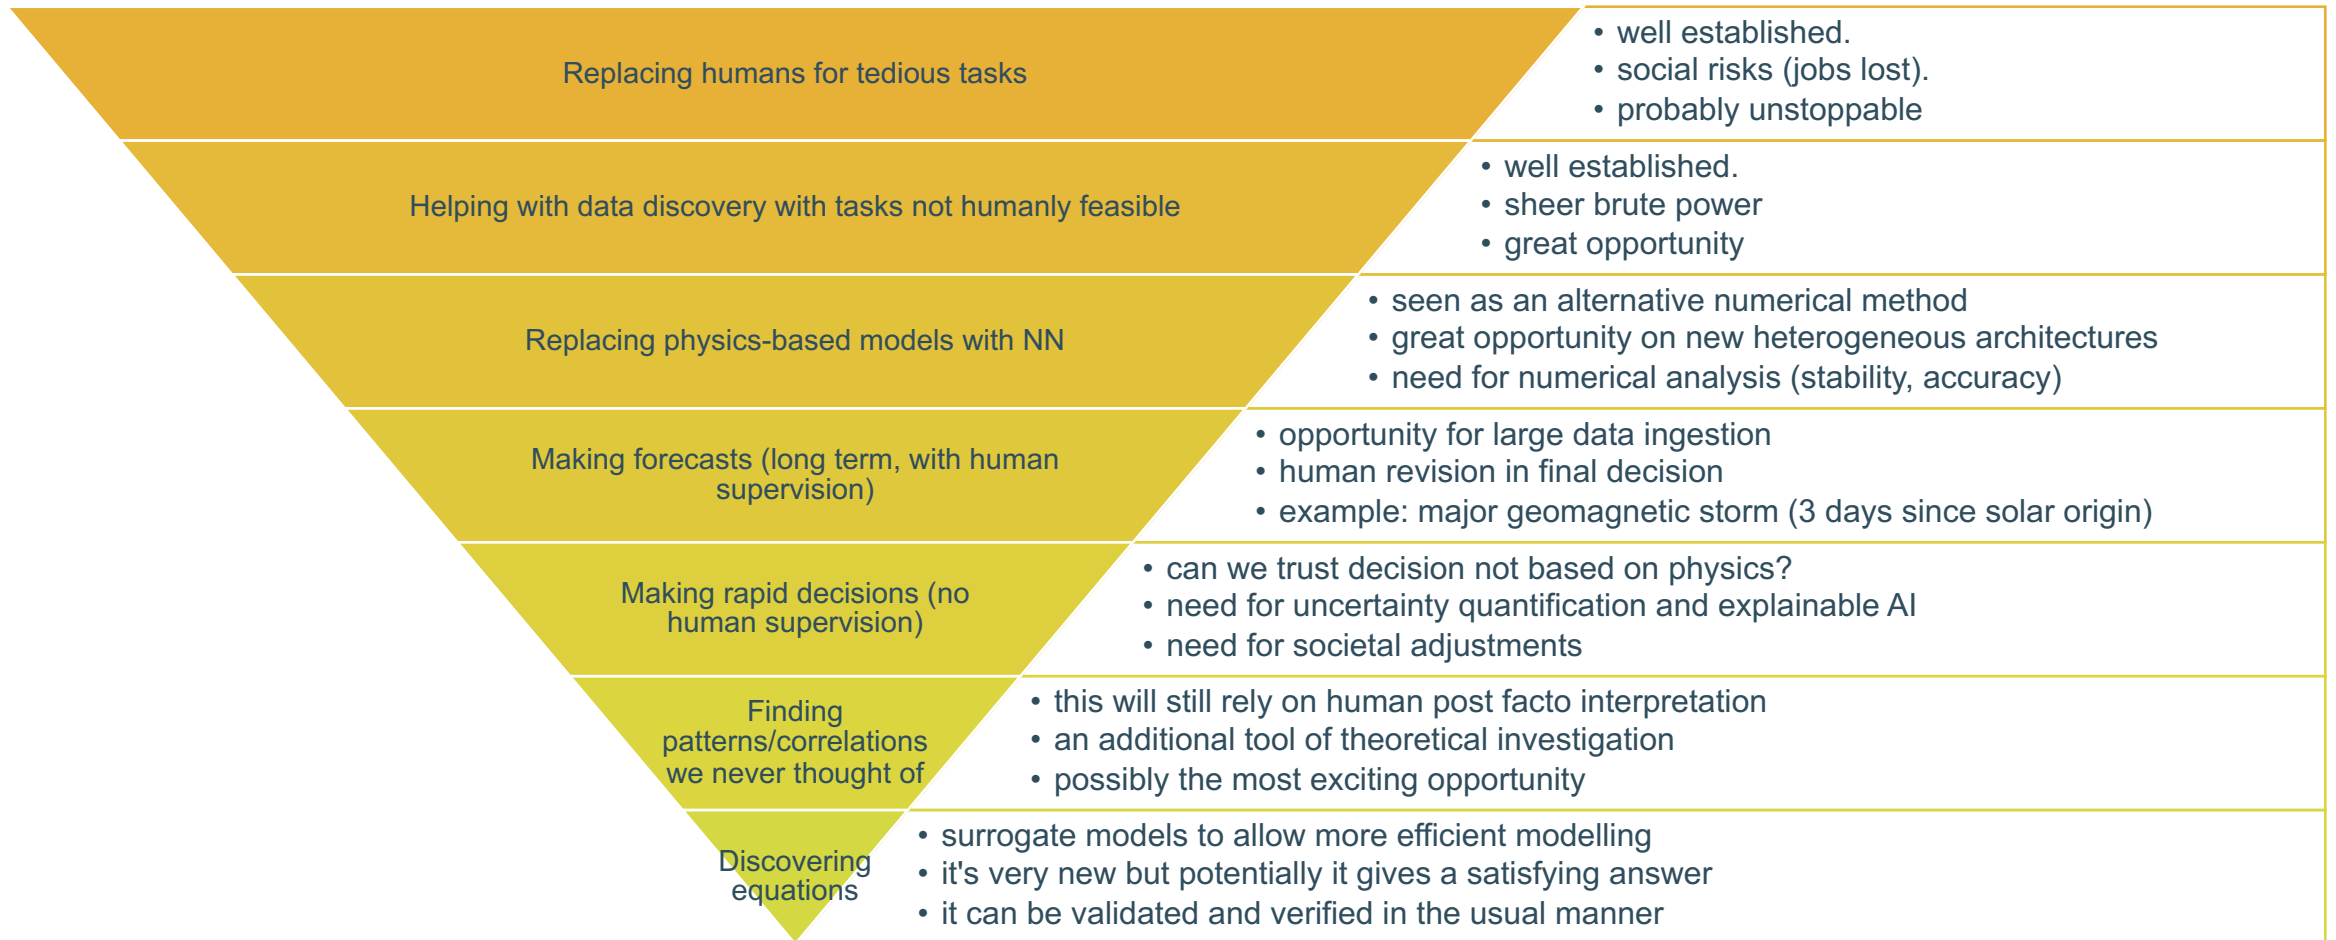 Replacing humans for tedious tasks
• well established.
• social risks (jobs lost).
• probably unstoppable
Helping with data discovery with tasks not humanly feasible
• well established.
• sheer brute power
• great opportunity
Replacing physics-based models with NN
• seen as an alternative numerical method
• great opportunity on new heterogeneous architectures
• need for numerical analysis (stability, accuracy)
Making forecasts (long term, with human
supervision)
• opportunity for large data ingestion
• human revision in final decision
• example: major geomagnetic storm (3 days since solar origin)
Making rapid decisions (no
human supervision)
• can we trust decision not based on physics?
• need for uncertainty quantification and explainable AI
• need for societal adjustments
Finding
patterns/correlations
we never thought of
• this will still rely on human post facto interpretation
• an additional tool of theoretical investigation
• possibly the most exciting opportunity
Discovering
equations
• surrogate models to allow more efficient modelling
• it's very new but potentially it gives a satisfying answer
• it can be validated and verified in the usual manner